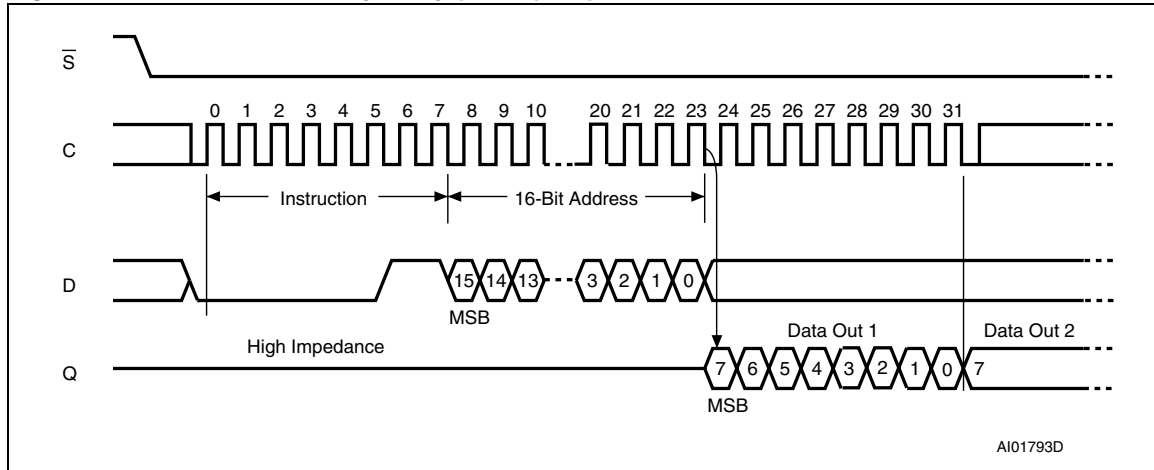 S
0 1 2 3 4 5 6 7 8 9 10 20 21 22 23 24 25 26 27 28 29 30 31
C
Instruction 16-Bit Address
D 15 14 13 3 2 1 0
MSB
High Impedance Data Out 1 Data Out 2
Q 7 6 5 4 3 2 1 0 7
MSB
AI01793D